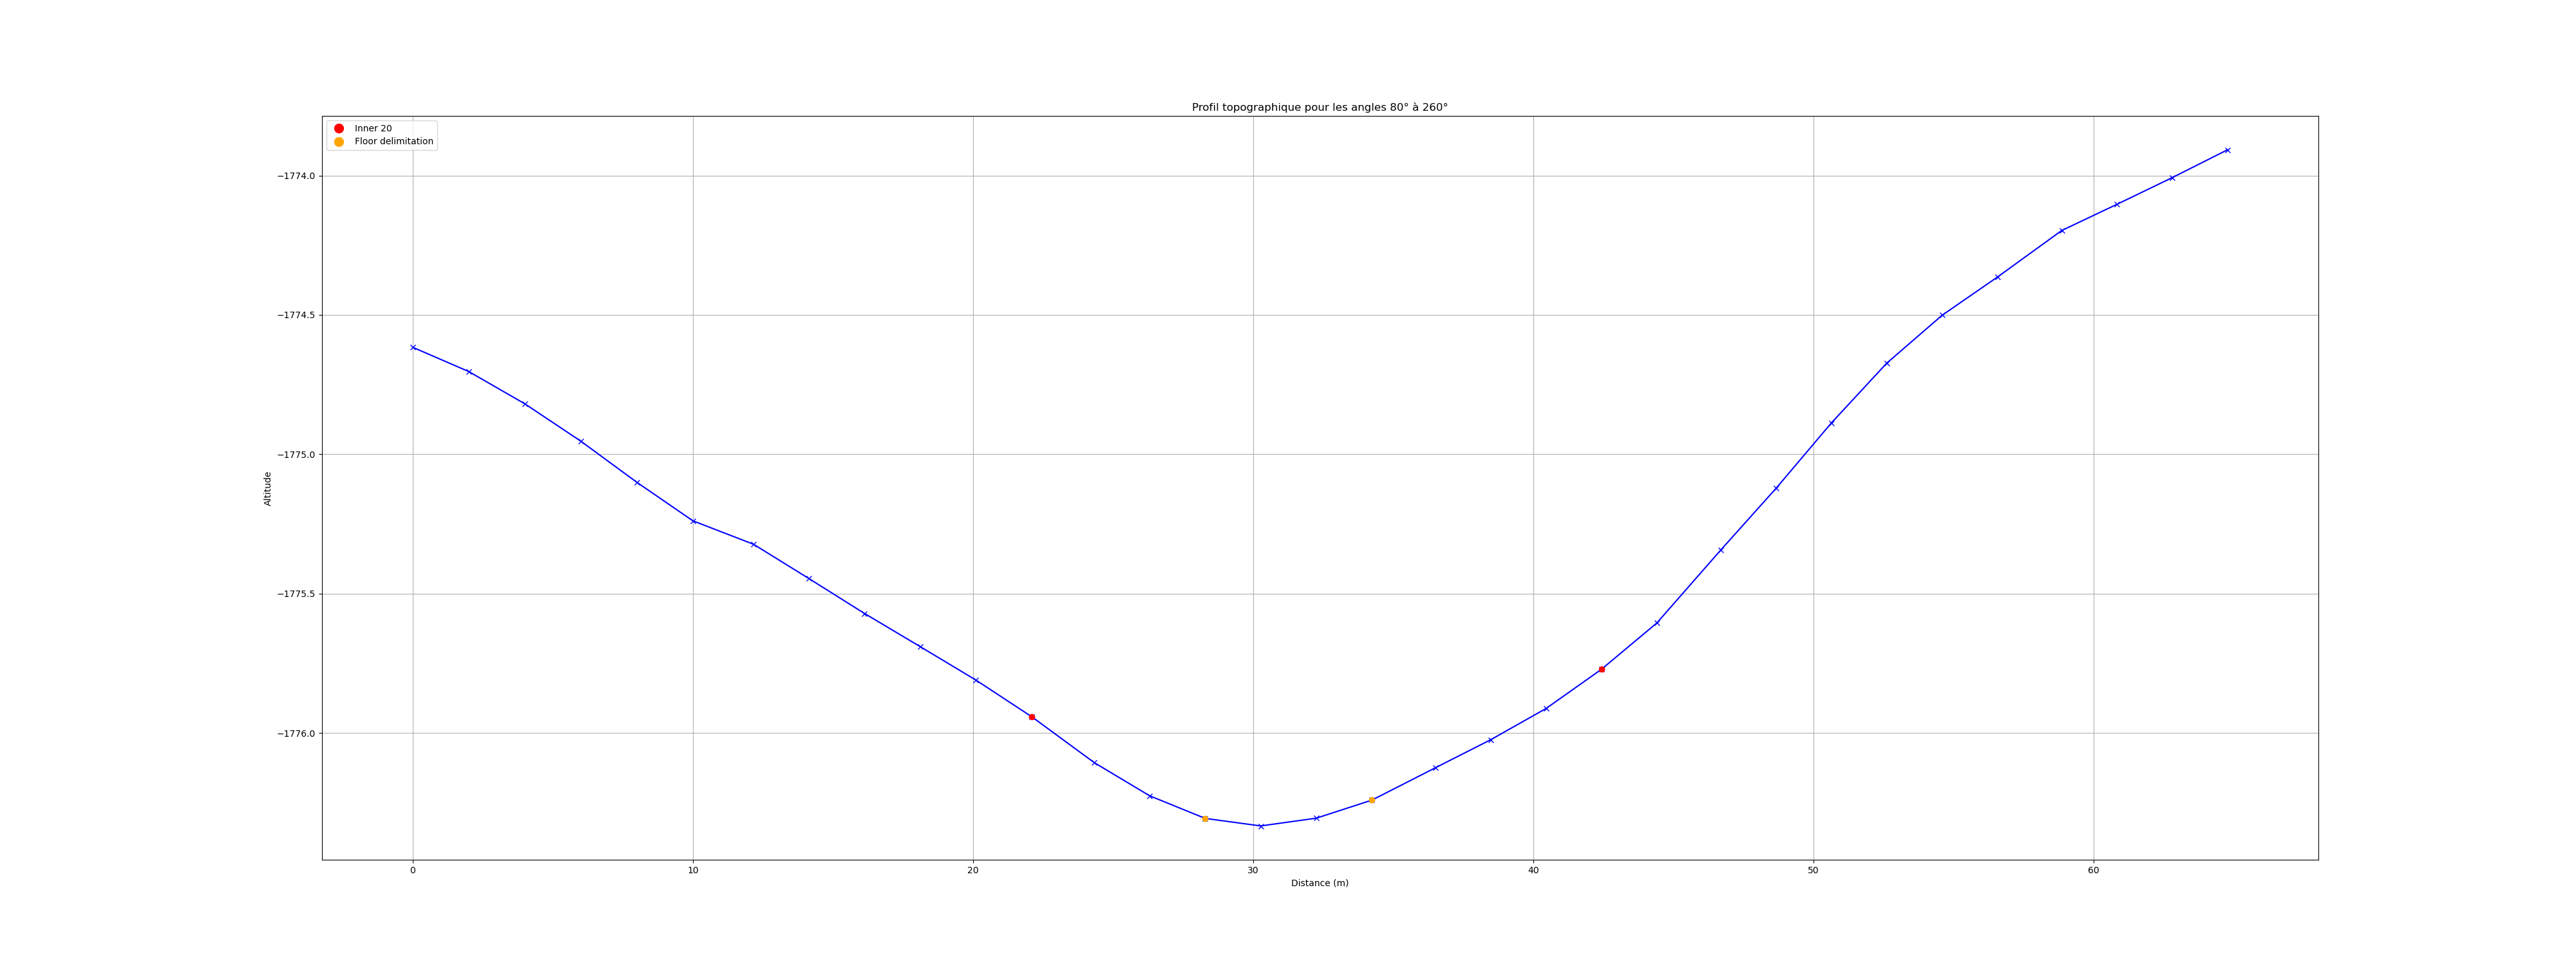 Profil topographique pour les angles 80° à 260°
Inner 20
Floor delimitation
−1774.0
−1774.5
−1775.0
−1775.5
−1776.0
Altitude
0 10 20 30 40 50 60
Distance (m)